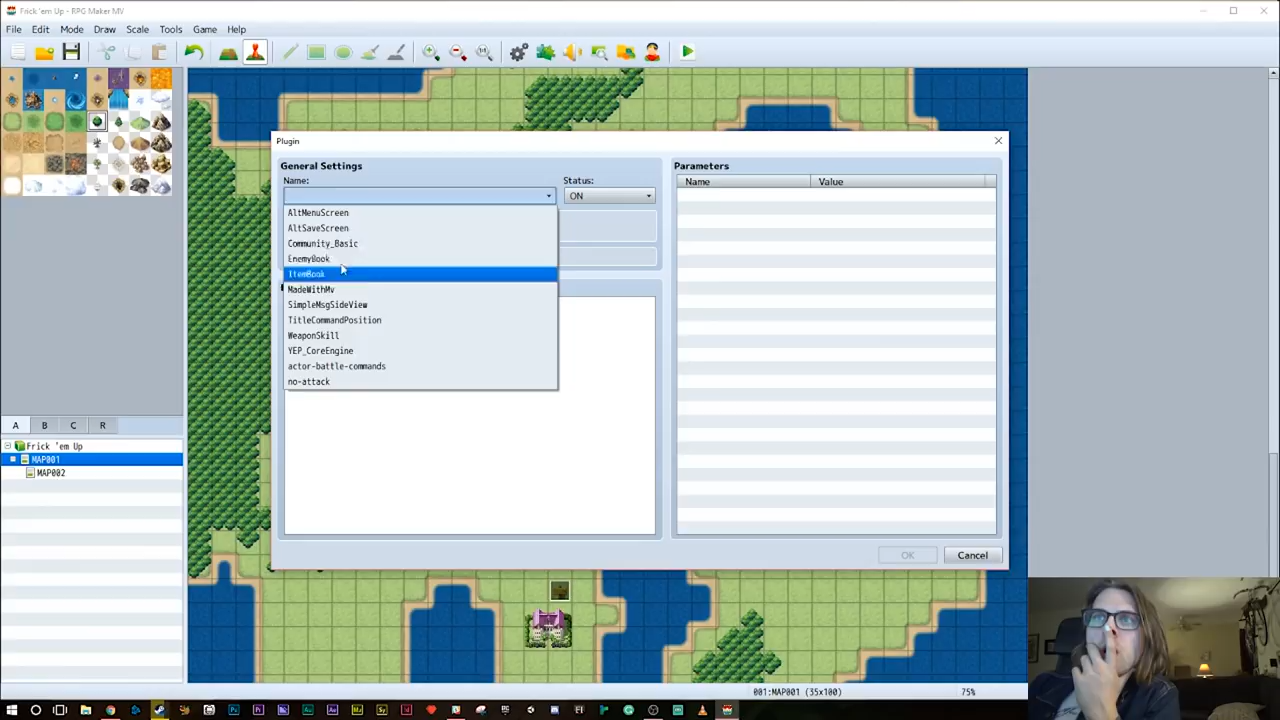 Frick 'em Up - RPG Maker MV
File Edit Mode Draw Scale Tools Game Help
Plugin
General Settings
Name:
Status:
ON
AltMenuScreen
AltSaveScreen
Community_Basic
EnemyBook
ItemBook
MadeWithMv
SimpleMsgSideView
TitleCommandPosition
WeaponSkill
YEP_CoreEngine
actor-battle-commands
no-attack
Parameters
Name Value
OK Cancel
A B C R
Frick 'em Up
MAP001
MAP002
001:MAP001 (35x100) 75%